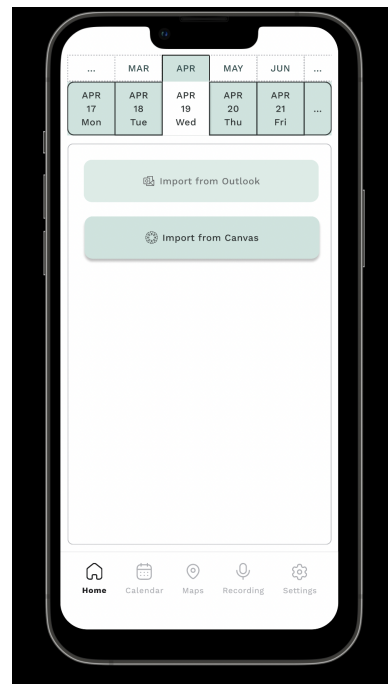 ... MAR APR MAY JUN ...
APR APR APR APR APR
17 18 19 20 21 ...
Mon Tue Wed Thu Fri
Import from Outlook
Import from Canvas
Home Calendar Maps Recording Settings